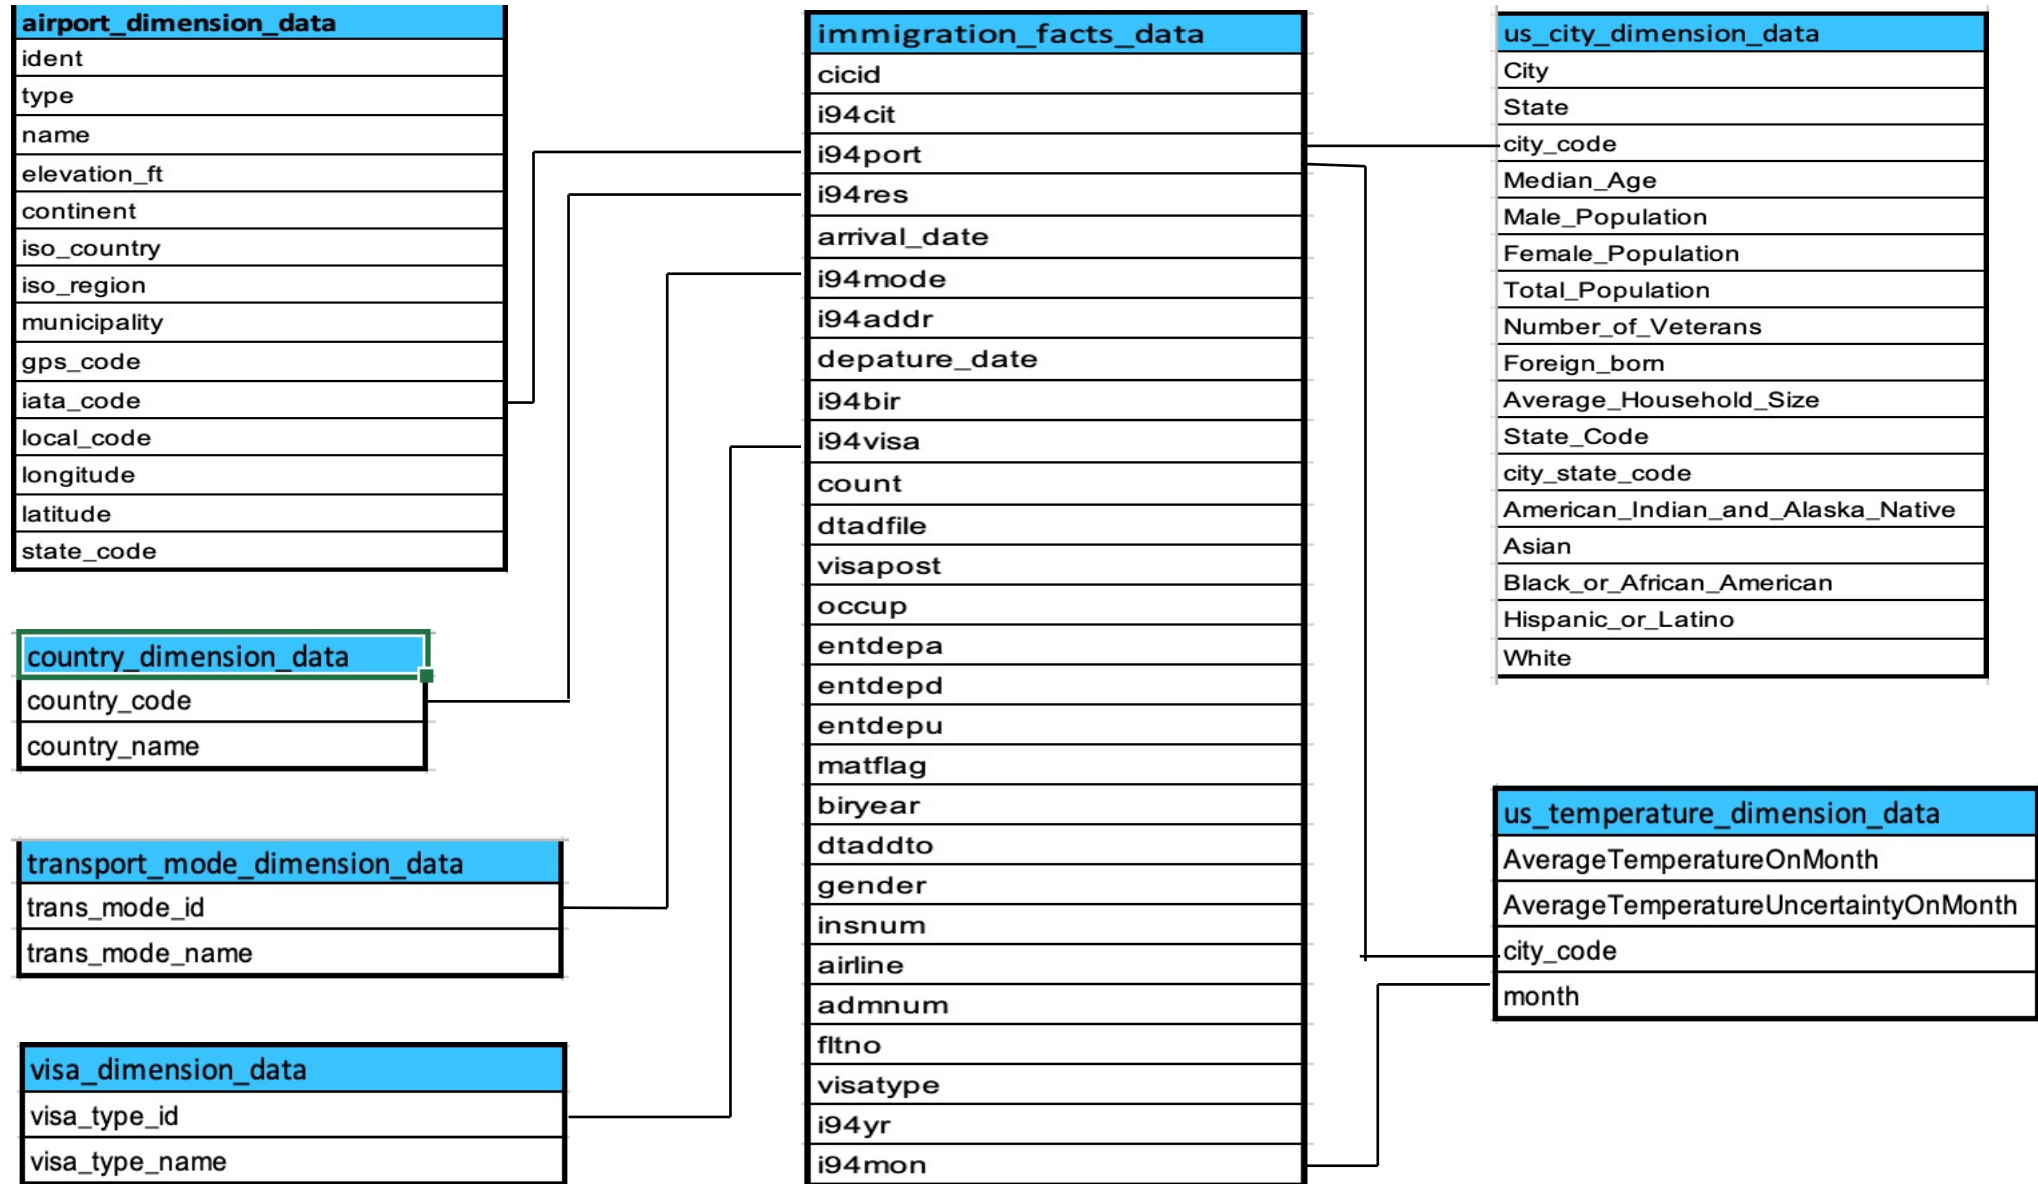 airport_dimension_data
ident
type
name
elevation_ft
continent
iso_country
iso_region
municipality
gps_code
iata_code
local_code
longitude
latitude
state_code
country_dimension_data
country_code
country_name
transport_mode_dimension_data
trans_mode_id
trans_mode_name
visa_dimension_data
visa_type_id
visa_type_name
immigration_facts_data
cicid
i94cit
i94port
i94res
arrival_date
i94mode
i94addr
depature_date
i94bir
i94visa
count
dtadfile
visapost
occup
entdepa
entdepd
entdepu
matflag
biryear
dtaddto
gender
insnum
airline
admnum
fltno
visatype
i94yr
i94mon
us_city_dimension_data
City
State
city_code
Median_Age
Male_Population
Female_Population
Total_Population
Number_of_Veterans
Foreign_born
Average_Household_Size
State_Code
city_state_code
American_Indian_and_Alaska_Native
Asian
Black_or_African_American
Hispanic_or_Latino
White
us_temperature_dimension_data
AverageTemperatureOnMonth
AverageTemperatureUncertaintyOnMonth
city_code
month